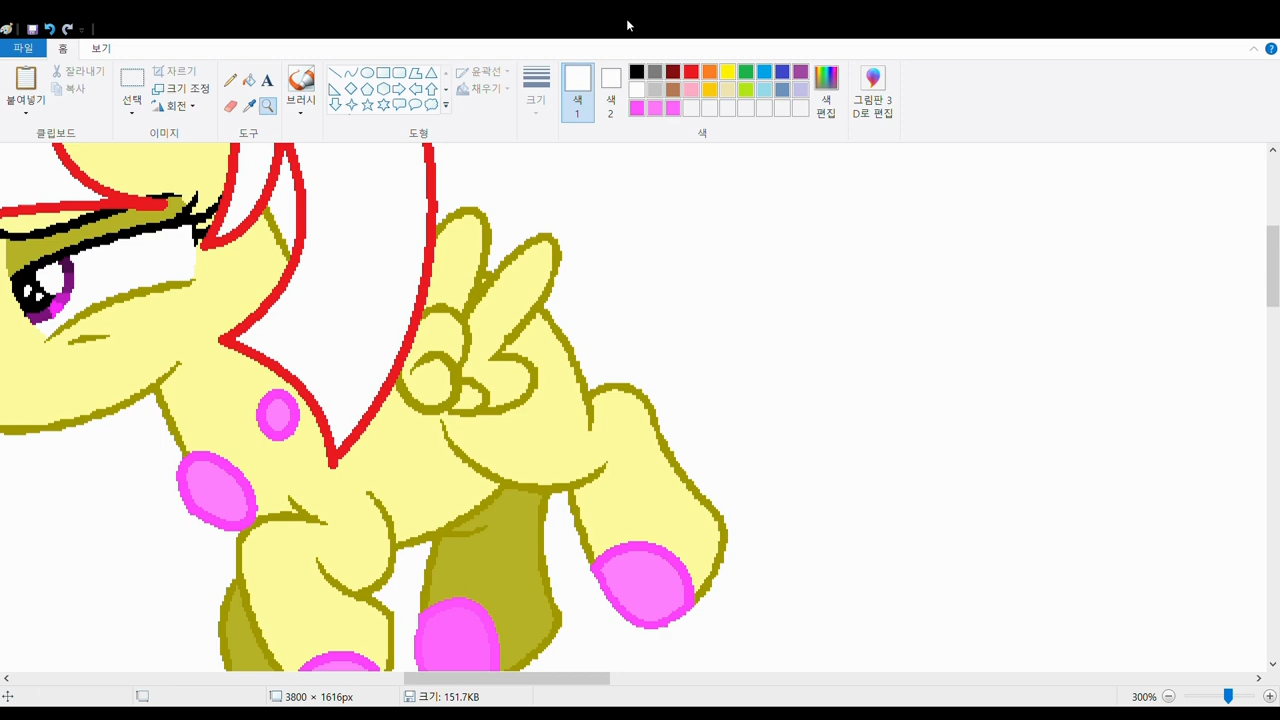 파일 홈 보기
붙여넣기
잘라내기
복사
클립보드
선택
자르기
크기 조정
회전
이미지
A
도구
브러시
윤곽선
채우기
도형
크기
색
1
색
2
색
편집
색
그림판 3
D로 편집
3800 × 1616px
크기: 151.7KB
300%